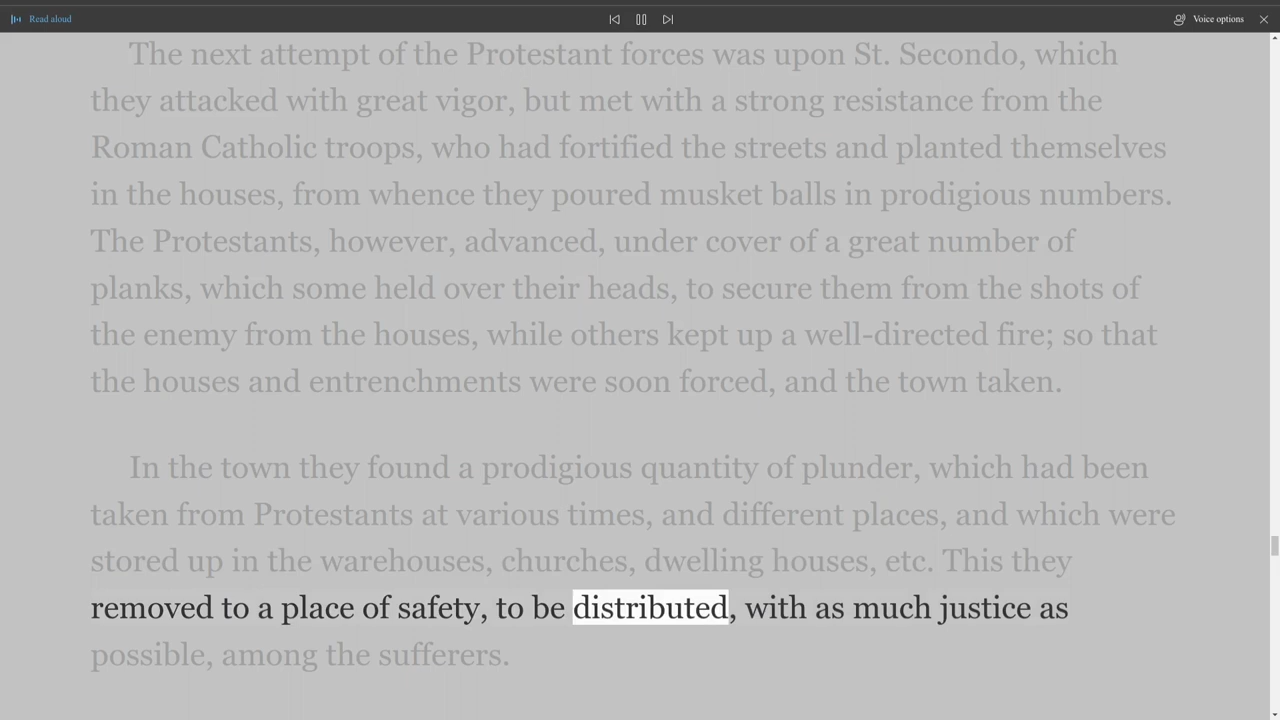 Read aloud
Voice options
The next attempt of the Protestant forces was upon St. Secondo, which
they attacked with great vigor, but met with a strong resistance from the
Roman Catholic troops, who had fortified the streets and planted themselves
in the houses, from whence they poured musket balls in prodigious numbers.
The Protestants, however, advanced, under cover of a great number of
planks, which some held over their heads, to secure them from the shots of
the enemy from the houses, while others kept up a well-directed fire; so that
the houses and entrenchments were soon forced, and the town taken.
In the town they found a prodigious quantity of plunder, which had been
taken from Protestants at various times, and different places, and which were
stored up in the warehouses, churches, dwelling houses, etc. This they
removed to a place of safety, to be distributed, with as much justice as
possible, among the sufferers.